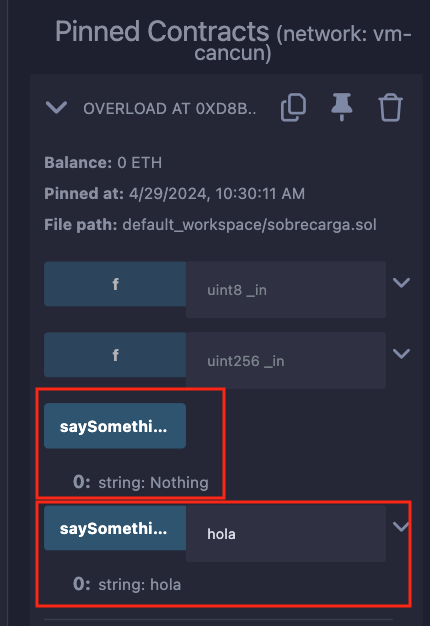 Pinned Contracts (network: vm-
cancun)
OVERLOAD AT 0XD8B..
Balance: 0 ETH
Pinned at: 4/29/2024, 10:30:11 AM
File path: default_workspace/sobrecarga.sol
f uint8 _in
f uint256 _in
saySomethi...
0: string: Nothing
saySomethi... hola
0: string: hola